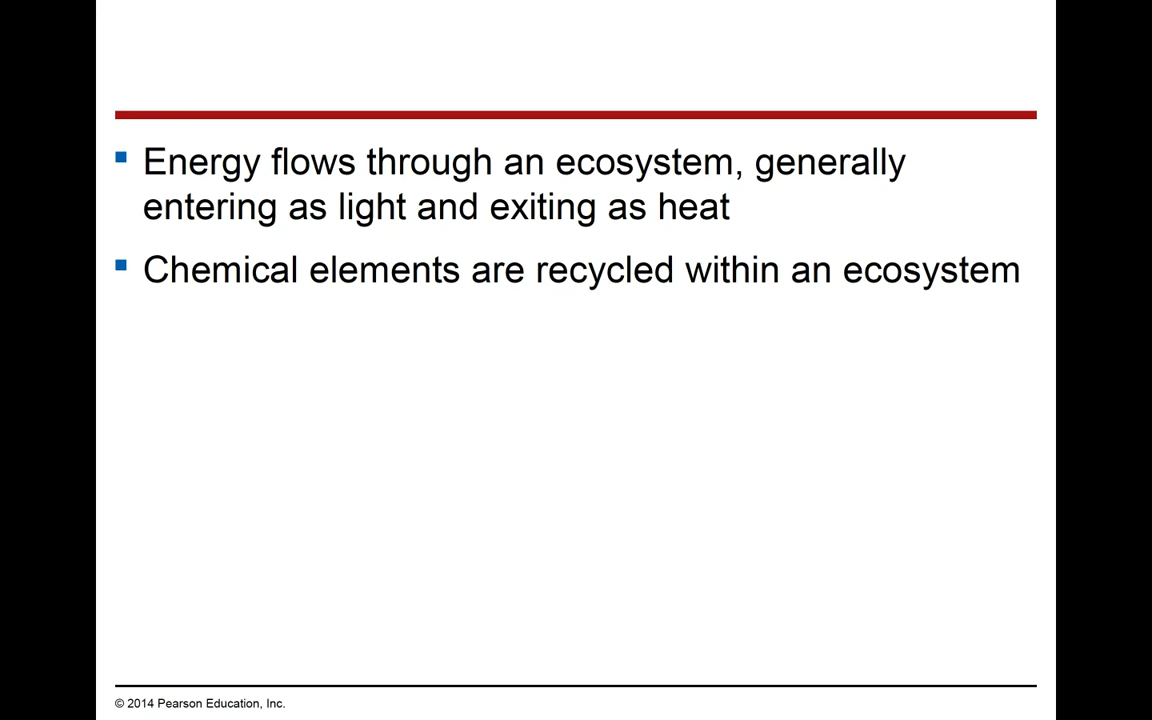 Energy flows through an ecosystem, generally
entering as light and exiting as heat
Chemical elements are recycled within an ecosystem
© 2014 Pearson Education, Inc.